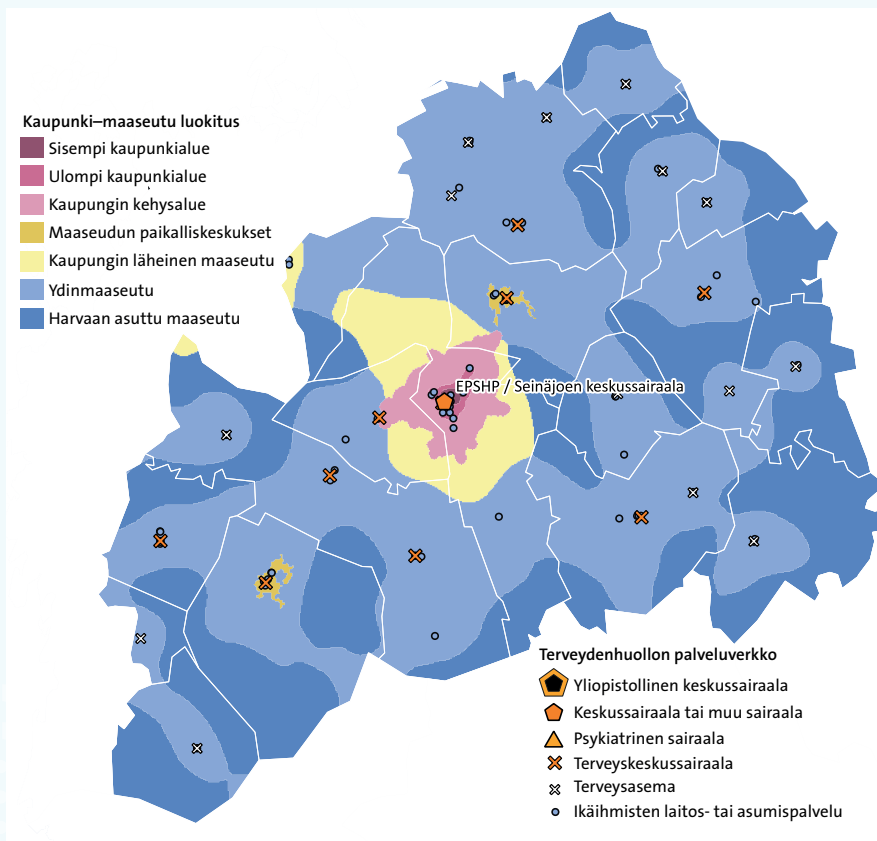 Kaupunki–maaseutu luokitus
Sisempi kaupunkialue
Ulompi kaupunkialue
Kaupungin kehysalue
Maaseudun paikalliskeskukset
Kaupungin läheinen maaseutu
Ydinmaaseutu
Harvaan asuttu maaseutu
EPSHP / Seinäjoen keskussairaala
Terveydenhuollon palveluverkko
Yliopistollinen keskussairaala
Keskussairaala tai muu sairaala
Psykiatrinen sairaala
Terveyskeskussairaala
Terveysasema
Ikäihmisten laitos- tai asumispalvelu